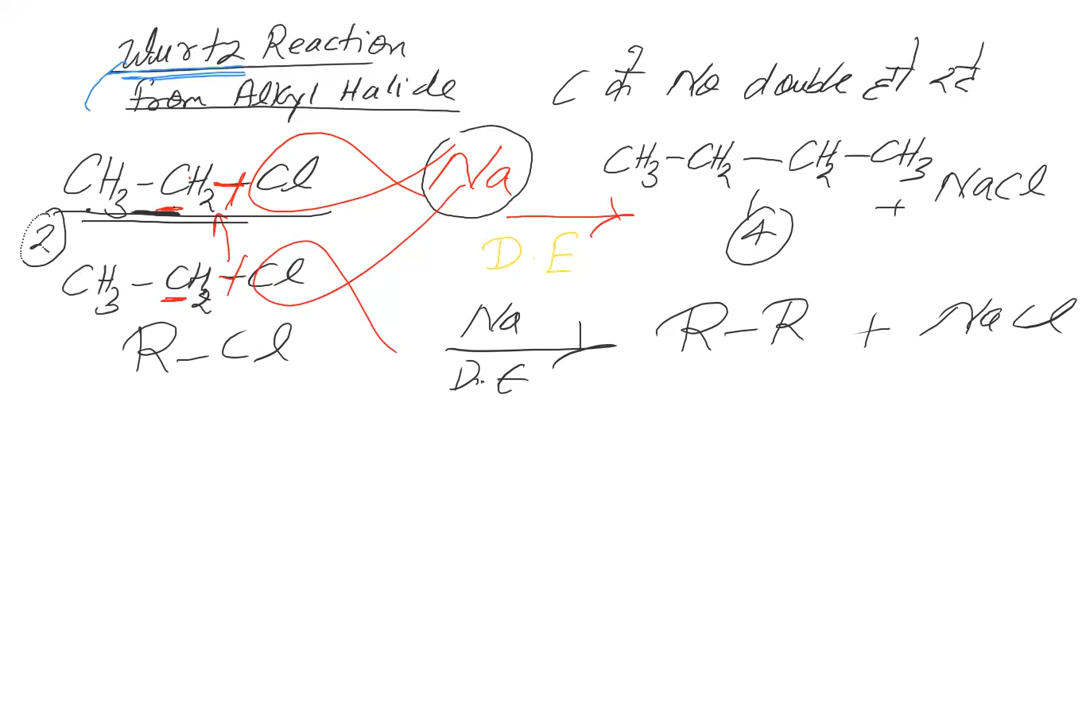 Wurtz Reaction
From Alkyl Halide
C के No double हो रहे
CH3-CH2+Cl Na CH3-CH2-CH2-CH3
+ NaCl
D.E
2
4
CH3-CH2+Cl
R-Cl Na R-R + NaCl
D.E